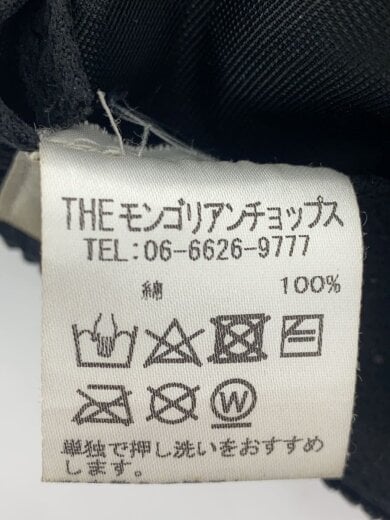 THEモンゴリアンチョップス
TEL:06-6626-9777
綿 100%
W
単独で押し洗いをおすすめ
します。